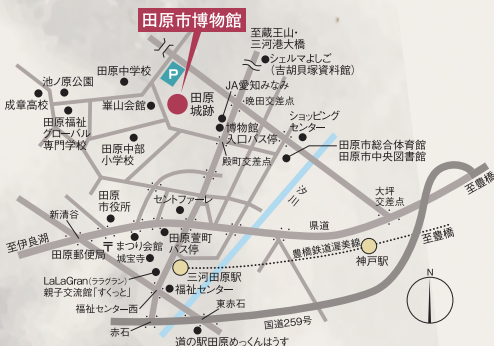 田原市博物館
至蔵王山・
三河港大橋
シェルマよしご
（吉胡貝塚資料館）
P
田原中学校
池ノ原公園
成章高校
崋山会館
田原
城跡
JA愛知みなみ
晩田交差点
田原福祉
グローバル
専門学校
博物館
入口バス停
ショッピング
センター
田原中部
小学校
殿町交差点
田原市総合体育館
田原市中央図書館
汐川
大坪
交差点
至豊橋
田原
市役所
セントファーレ
新清谷
県道
至伊良湖
〒
まつり会館
田原萱町
バス停
至豊橋
田原郵便局
城宝寺
豊橋鉄道渥美線
神戸駅
LaLaGran（ララグラン）
親子交流館「すくっと」
三河田原駅
福祉センター
N
福祉センター西
東赤石
赤石
国道259号
道の駅田原めっくんはうす